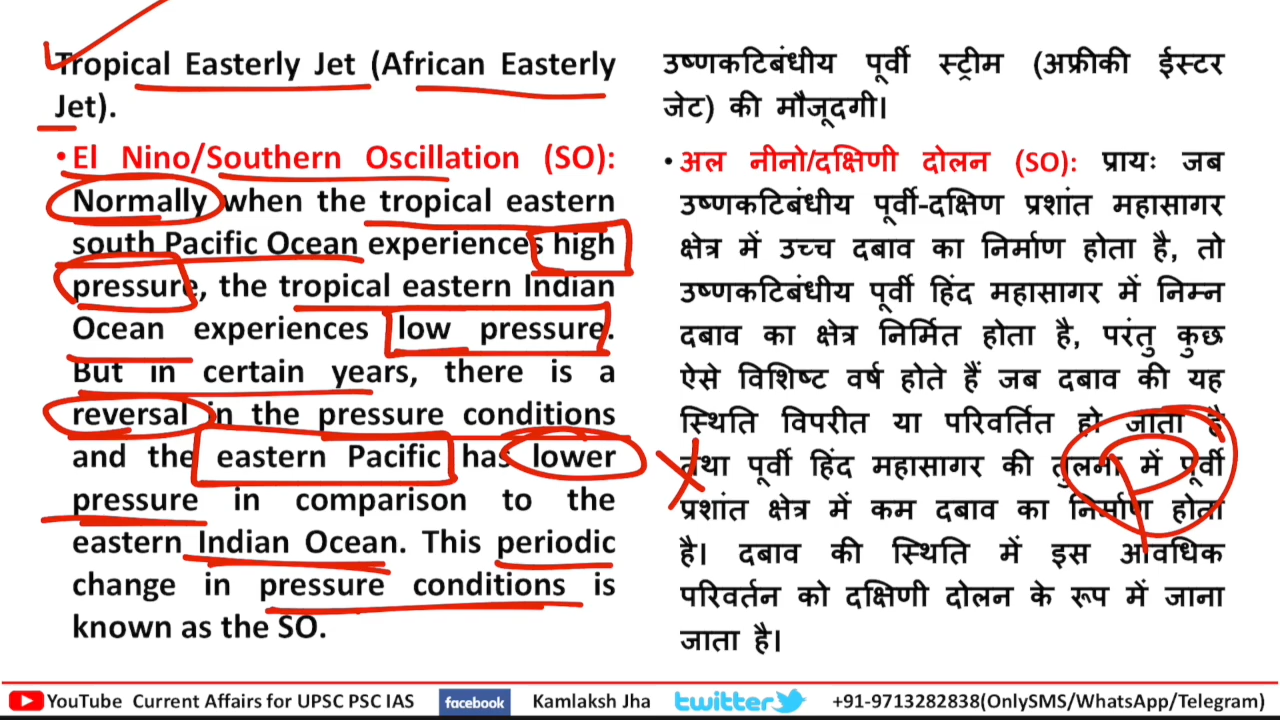 Tropical Easterly Jet (African Easterly
Jet).
• El Nino/Southern Oscillation (SO):
Normally when the tropical eastern
south Pacific Ocean experiences high
pressure, the tropical eastern Indian
Ocean experiences low pressure.
But in certain years, there is a
reversal in the pressure conditions
and the eastern Pacific has lower
pressure in comparison to the
eastern Indian Ocean. This periodic
change in pressure conditions is
known as the SO.
उष्णकटिबंधीय पूर्वी स्ट्रीम (अफ्रीकी ईस्टर
जेट) की मौजूदगी।
• अल नीनो/दक्षिणी दोलन (SO): प्रायः जब
उष्णकटिबंधीय पूर्वी-दक्षिण प्रशांत महासागर
क्षेत्र में उच्च दबाव का निर्माण होता है, तो
उष्णकटिबंधीय पूर्वी हिंद महासागर में निम्न
दबाव का क्षेत्र निर्मित होता है, परंतु कुछ
ऐसे विशिष्ट वर्ष होते हैं जब दबाव की यह
स्थिति विपरीत या परिवर्तित हो जाता है
तथा पूर्वी हिंद महासागर की तुलमा में पूर्वी
प्रशांत क्षेत्र में कम दबाव का निर्माण होता
है। दबाव की स्थिति में इस आवधिक
परिवर्तन को दक्षिणी दोलन के रूप में जाना
जाता है।
P
YouTube Current Affairs for UPSC PSC IAS facebook Kamlaksh Jha twitter +91-9713282838(OnlySMS/WhatsApp/Telegram)